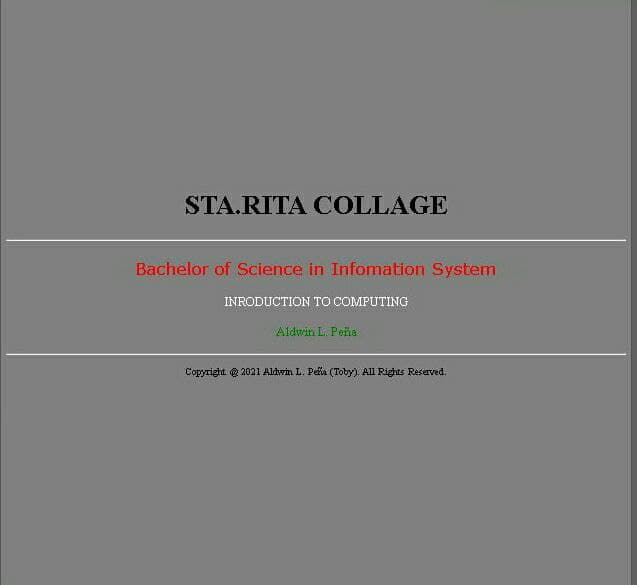 STA.RITA COLLAGE
Bachelor of Science in Infomation System
INRODUCTION TO COMPUTING
Aldwin L. Peña
Copyright. @ 2021 Aldwin L. Peña (Toby). All Rights Reserved.